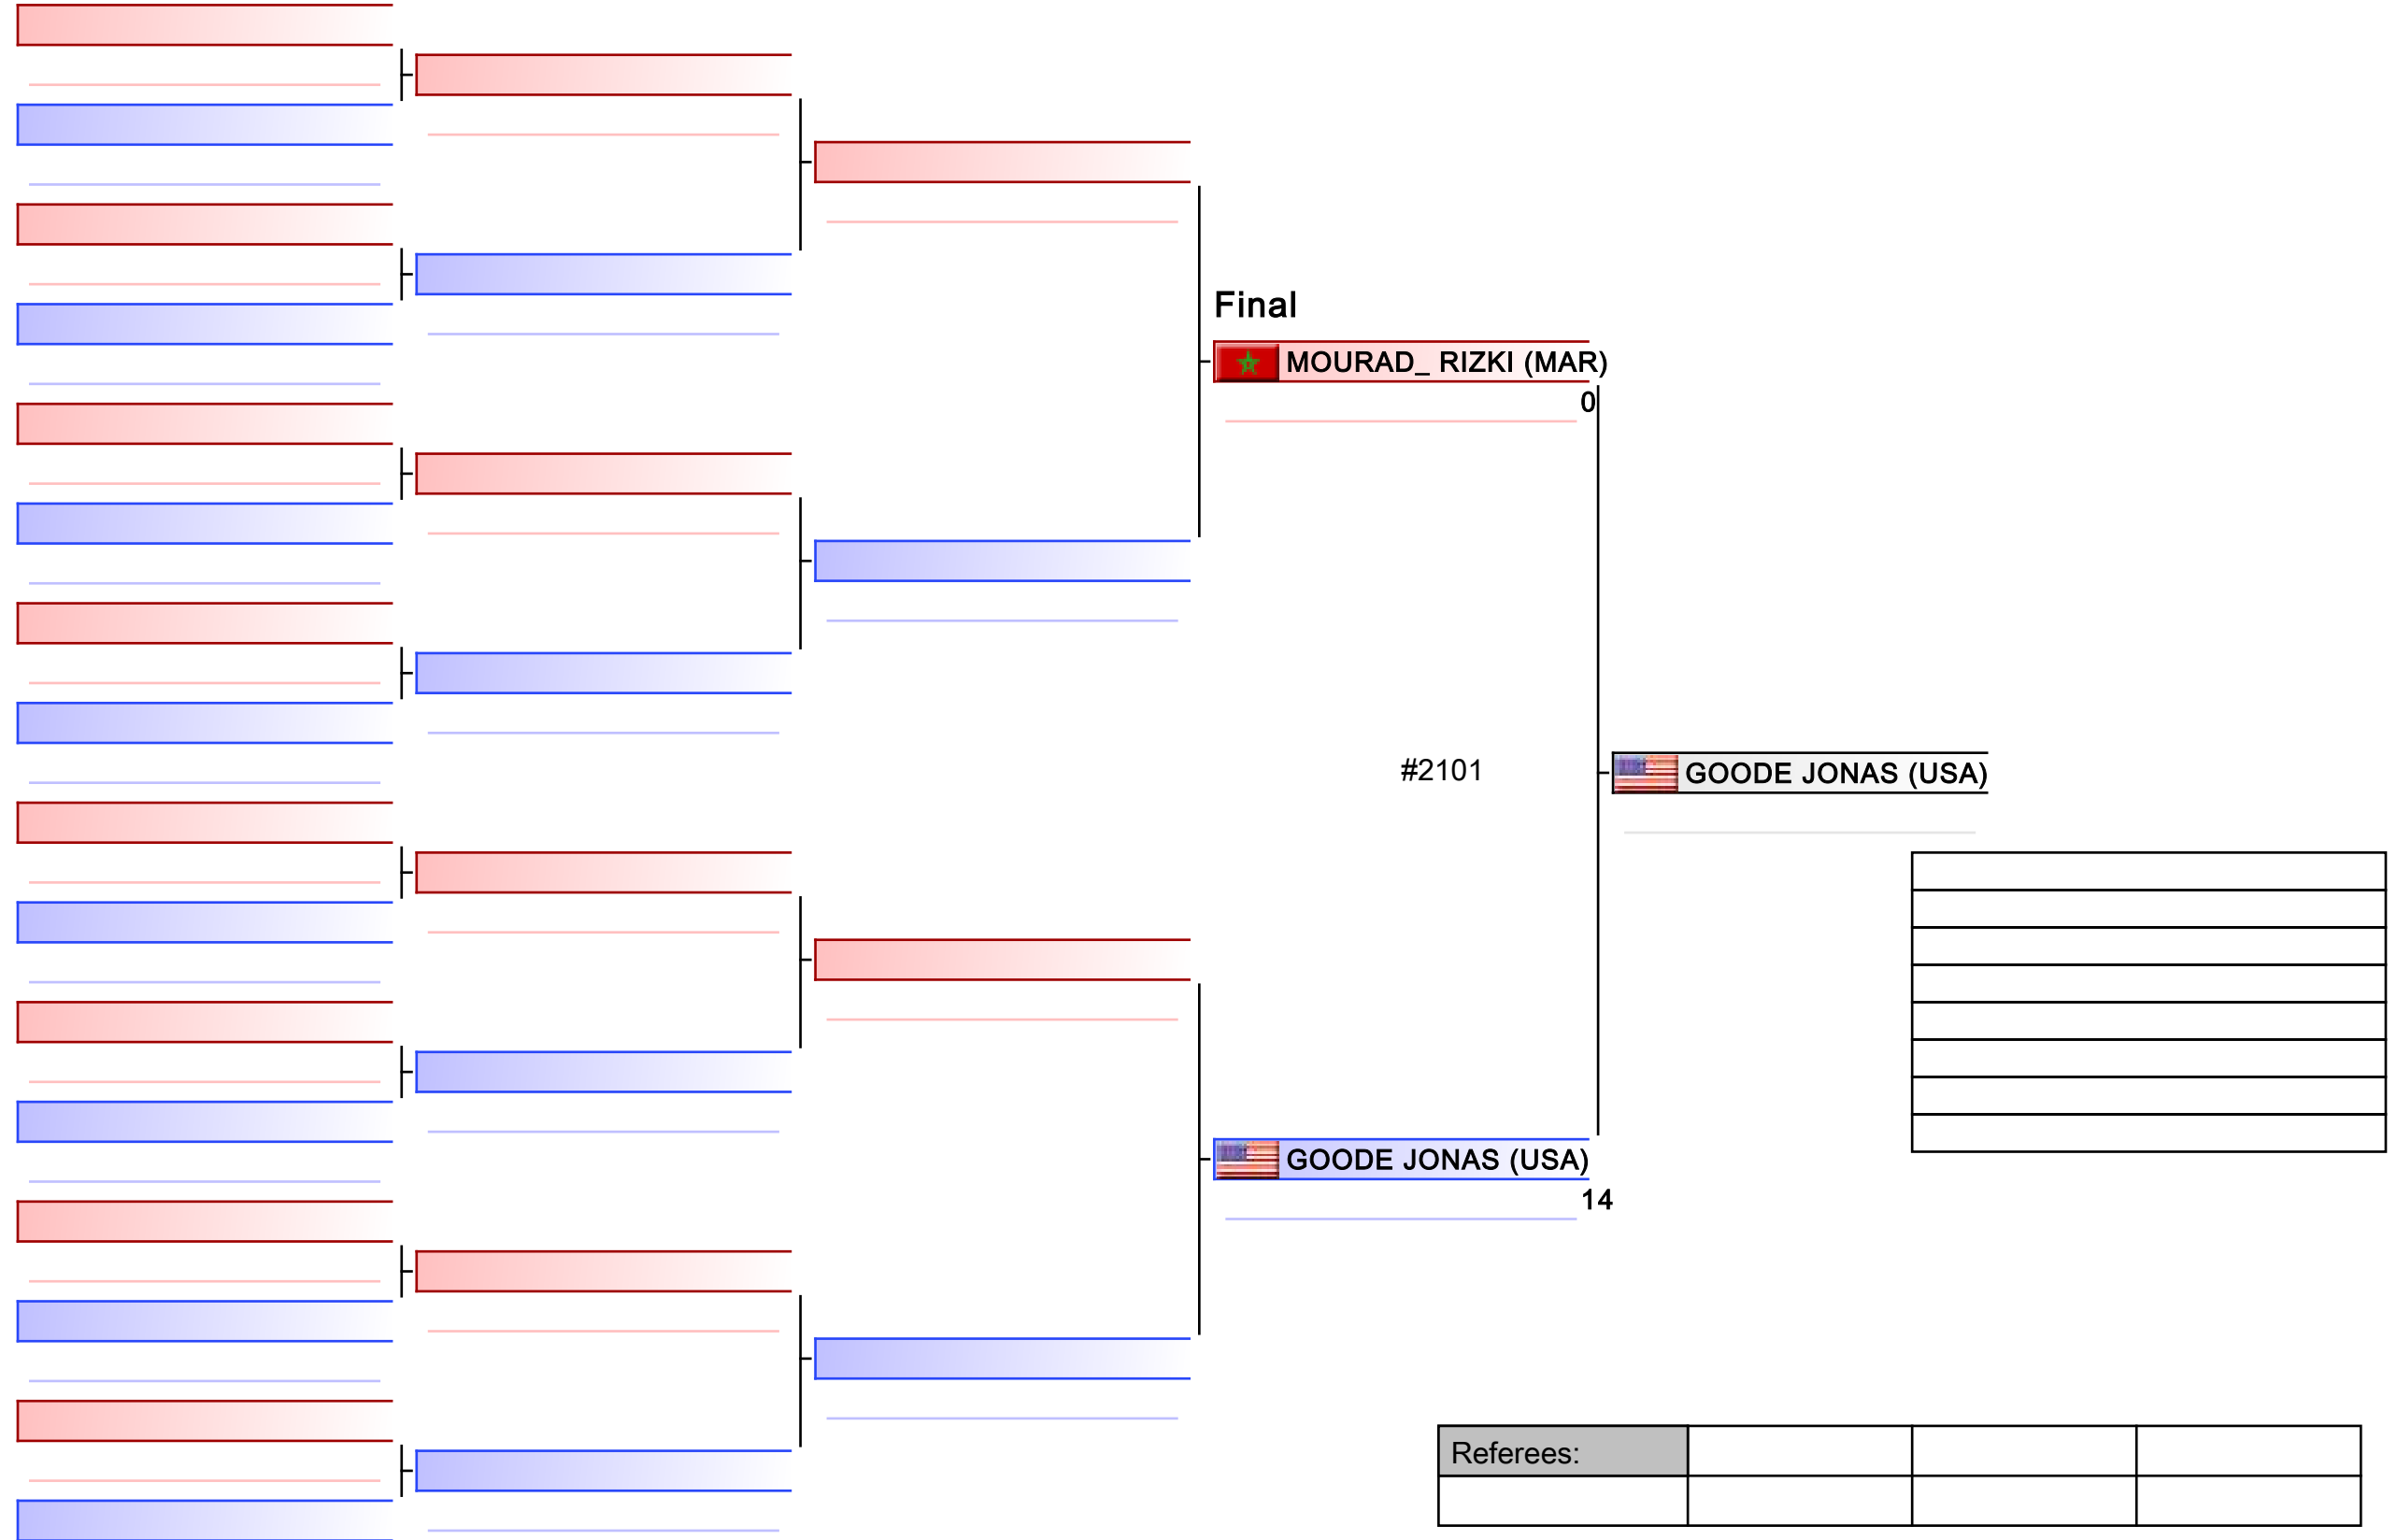 Final
MOURAD_ RIZKI (MAR)
0
#2101
GOODE JONAS (USA)
GOODE JONAS (USA)
14
Referees: